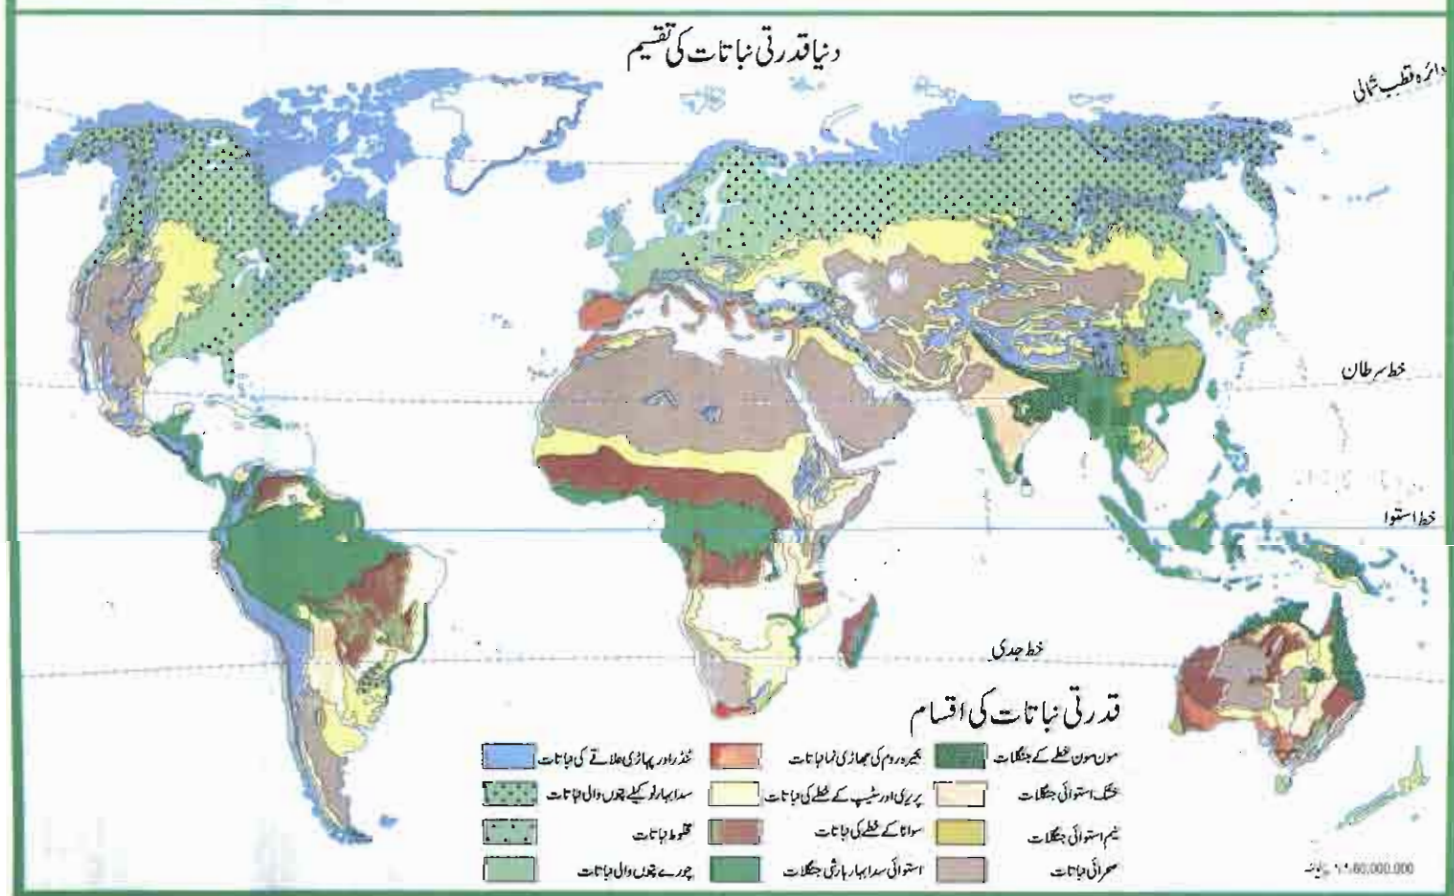 دنیا قدرتی نباتات کی تقسیم
دائرہ قطب شمالی
خط سرطان
خط استوا
خط جدی
قدرتی نباتات کی اقسام
مون سون خطے کے جنگلات
خشک استوائی جنگلات
نیم استوائی جنگلات
صحرائی نباتات
بحیرہ روم کی جھاڑی نما نباتات
پریری اور سٹیپ کے خطے کی نباتات
سوانا کے خطے کی نباتات
استوائی سدا بہار بارشی جنگلات
ٹنڈرا اور پہاڑی علاقے کی نباتات
سدا بہار نوکیلے پتوں والی نباتات
مخلوط نباتات
چوڑے پتوں والی نباتات
60,000,000